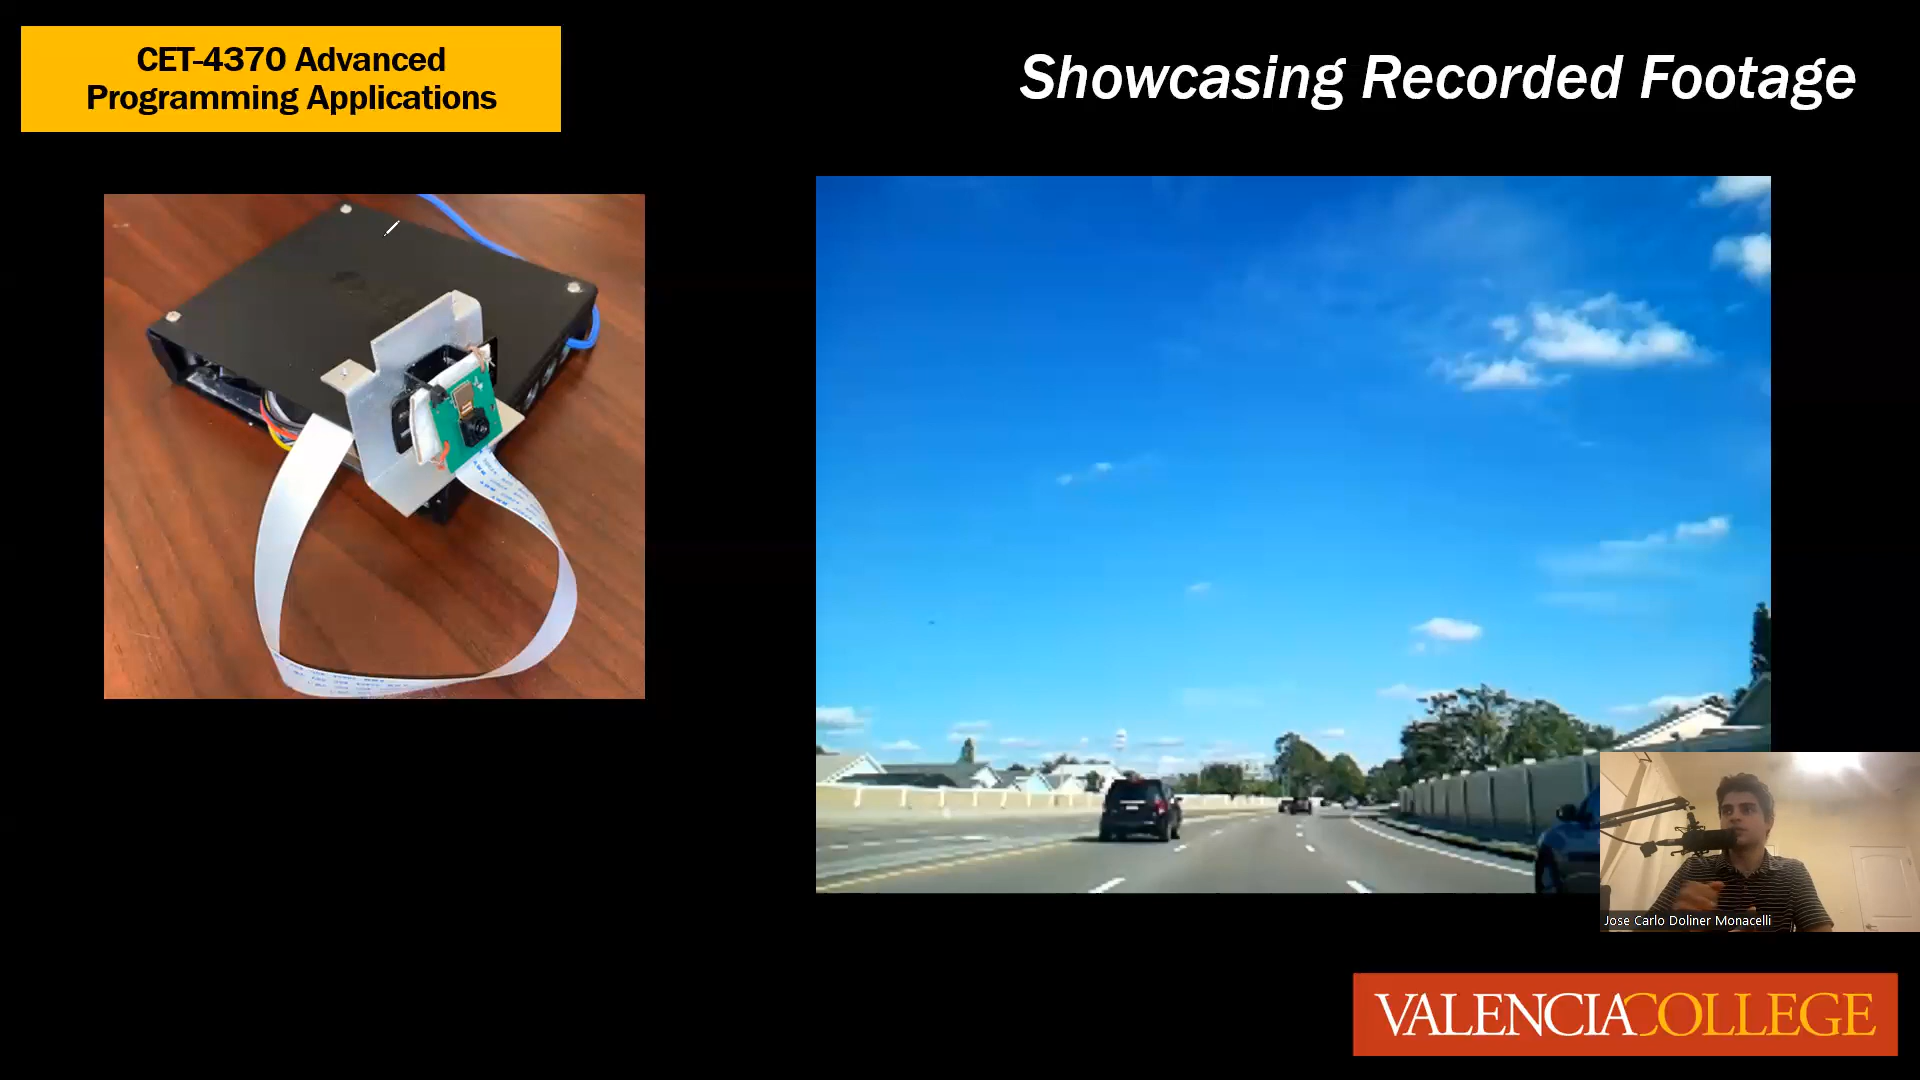 CET-4370 Advanced
Programming Applications
Showcasing Recorded Footage
Jose Carlo Doliner Monacelli
VALENCIACOLLEGE